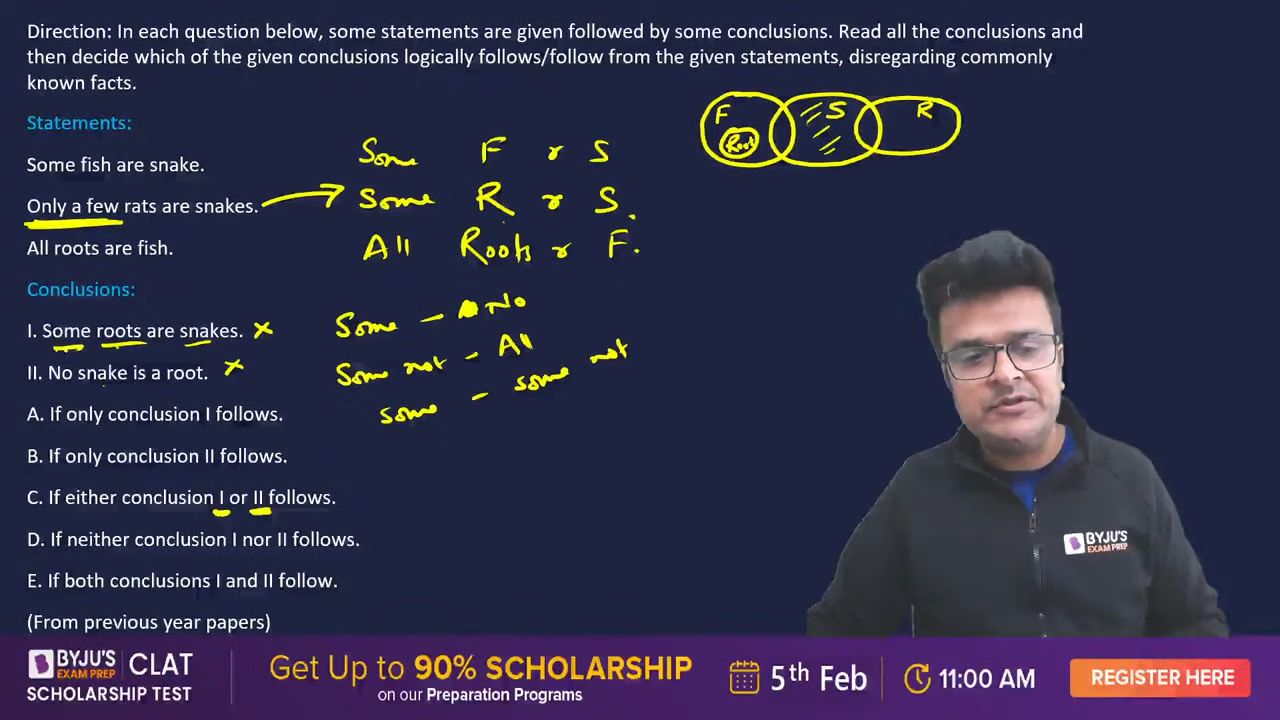 Direction: In each question below, some statements are given followed by some conclusions. Read all the conclusions and
then decide which of the given conclusions logically follows/follow from the given statements, disregarding commonly
known facts.
Statements:
Some fish are snake.
Only a few rats are snakes.
All roots are fish.
Conclusions:
I. Some roots are snakes. ×
II. No snake is a root. ×
A. If only conclusion I follows.
B. If only conclusion II follows.
C. If either conclusion I or II follows.
D. If neither conclusion I nor II follows.
E. If both conclusions I and II follow.
(From previous year papers)
Some F r S
Some R r S.
All Roots r F.
Some - No
Some not - All
some - some not
F S R
Root
BYJU'S
EXAM PREP
BYJU'S
EXAM PREP
CLAT
SCHOLARSHIP TEST
Get Up to 90% SCHOLARSHIP
on our Preparation Programs
5th Feb
11:00 AM
REGISTER HERE